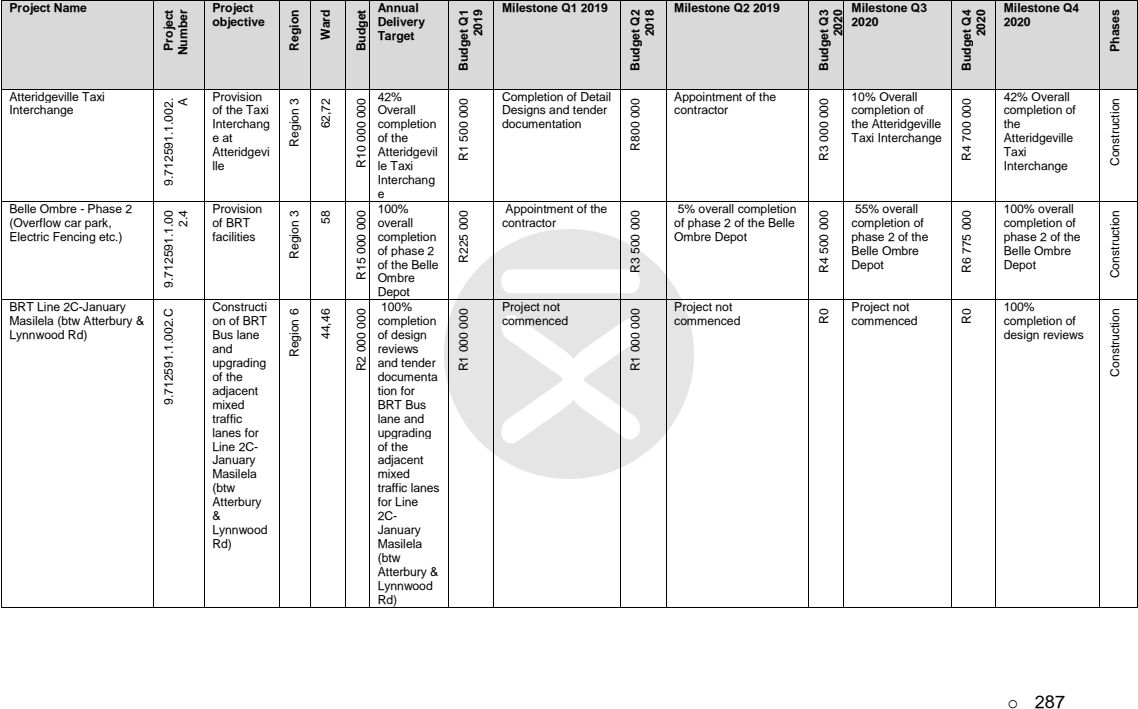 Project Name
Project
Number
Project
objective
Region
Ward
Budget
Annual
Delivery
Target
Budget Q1
2019
Milestone Q1 2019
Budget Q2
2018
Milestone Q2 2019
Budget Q3
2020
Milestone Q3
2020
Budget Q4
2020
Milestone Q4
2020
Phases
Atteridgeville Taxi
Interchange
9.712591.1.002.
A
Provision
of the Taxi
Interchang
e at
Atteridgevi
lle
Region 3
62,72
R10 000 000
42%
Overall
completion
of the
Atteridgevil
le Taxi
Interchang
e
R1 500 000
Completion of Detail
Designs and tender
documentation
R800 000
Appointment of the
contractor
R3 000 000
10% Overall
completion of
the Atteridgeville
Taxi Interchange
R4 700 000
42% Overall
completion of
the
Atteridgeville
Taxi
Interchange
Construction
Belle Ombre - Phase 2
(Overflow car park,
Electric Fencing etc.)
9.712591.1.00
2.4
Provision
of BRT
facilities
Region 3
58
R15 000 000
100%
overall
completion
of phase 2
of the Belle
Ombre
Depot
R225 000
Appointment of the
contractor
R3 500 000
5% overall completion
of phase 2 of the Belle
Ombre Depot
R4 500 000
55% overall
completion of
phase 2 of the
Belle Ombre
Depot
R6 775 000
100% overall
completion of
phase 2 of the
Belle Ombre
Depot
Construction
BRT Line 2C-January
Masilela (btw Atterbury &
Lynnwood Rd)
9.712591.1.002.C
Constructi
on of BRT
Bus lane
and
upgrading
of the
adjacent
mixed
traffic
lanes for
Line 2C-
January
Masilela
(btw
Atterbury
&
Lynnwood
Rd)
Region 6
44,46
R2 000 000
100%
completion
of design
reviews
and tender
documenta
tion for
BRT Bus
lane and
upgrading
of the
adjacent
mixed
traffic lanes
for Line
2C-
January
Masilela
(btw
Atterbury &
Lynnwood
Rd)
R1 000 000
Project not
commenced
R1 000 000
Project not
commenced
R0
Project not
commenced
R0
100%
completion of
design reviews
Construction
○ 287